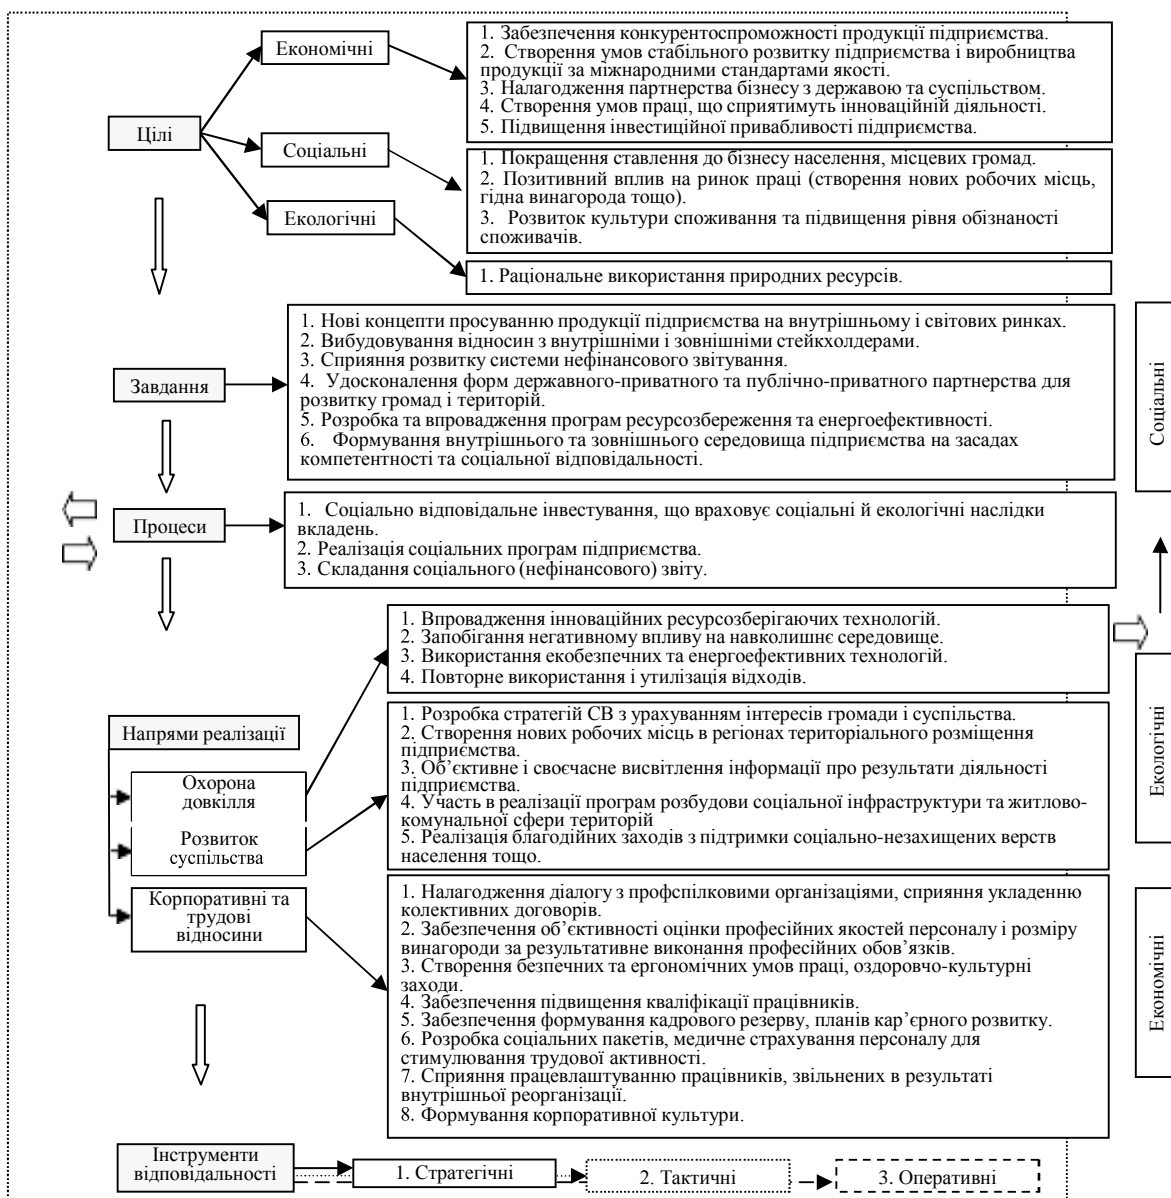 Цілі
Економічні
1. Забезпечення конкурентоспроможності продукції підприємства.
2. Створення умов стабільного розвитку підприємства і виробництва
продукції за міжнародними стандартами якості.
3. Налагодження партнерства бізнесу з державою та суспільством.
4. Створення умов праці, що сприятимуть інноваційній діяльності.
5. Підвищення інвестиційної привабливості підприємства.
Соціальні
1. Покращення ставлення до бізнесу населення, місцевих громад.
2. Позитивний вплив на ринок праці (створення нових робочих місць,
гідна винагорода тощо).
3. Розвиток культури споживання та підвищення рівня обізнаності
споживачів.
Екологічні
1. Раціональне використання природних ресурсів.
Завдання
1. Нові концепти просуванню продукції підприємства на внутрішньому і світових ринках.
2. Вибудовування відносин з внутрішніми і зовнішніми стейкхолдерами.
3. Сприяння розвитку системи нефінансового звітування.
4. Удосконалення форм державного-приватного та публічно-приватного партнерства для
розвитку громад і територій.
5. Розробка та впровадження програм ресурсозбереження та енергоефективності.
6. Формування внутрішнього та зовнішнього середовища підприємства на засадах
компетентності та соціальної відповідальності.
Процеси
1. Соціально відповідальне інвестування, що враховує соціальні й екологічні наслідки
вкладень.
2. Реалізація соціальних програм підприємства.
3. Складання соціального (нефінансового) звіту.
Напрями реалізації
Охорона
довкілля
1. Впровадження інноваційних ресурсозберігаючих технологій.
2. Запобігання негативному впливу на навколишнє середовище.
3. Використання екобезпечних та енергоефективних технологій.
4. Повторне використання і утилизація відходів.
Розвиток
суспільства
1. Розробка стратегій СВ з урахуванням інтересів громади і суспільства.
2. Створення нових робочих місць в регіонах територіального розміщення
підприємства.
3. Об’єктивне і своєчасне висвітлення інформації про результати діяльності
підприємства.
4. Участь в реалізації програм розбудови соціальної інфраструктури та житлово-
комунальної сфери територій
5. Реалізація благодійних заходів з підтримки соціально-незахищених верств
населення тощо.
Корпоративні та
трудові
відносини
1. Налагодження діалогу з профспілковими організаціями, сприяння укладенню
колективних договорів.
2. Забезпечення об’єктивності оцінки професійних якостей персоналу і розміру
винагороди за результативне виконання професійних обов’язків.
3. Створення безпечних та ергономічних умов праці, оздоровчо-культурні
заходи.
4. Забезпечення підвищення кваліфікації працівників.
5. Забезпечення формування кадрового резерву, планів кар’єрного розвитку.
6. Розробка соціальних пакетів, медичне страхування персоналу для
стимулювання трудової активності.
7. Сприяння працевлаштуванню працівників, звільнених в результаті
внутрішньої реорганізації.
8. Формування корпоративної культури.
Інструменти
відповідальності
1. Стратегічні
2. Тактичні
3. Оперативні
Соціальні
Екологічні
Економічні